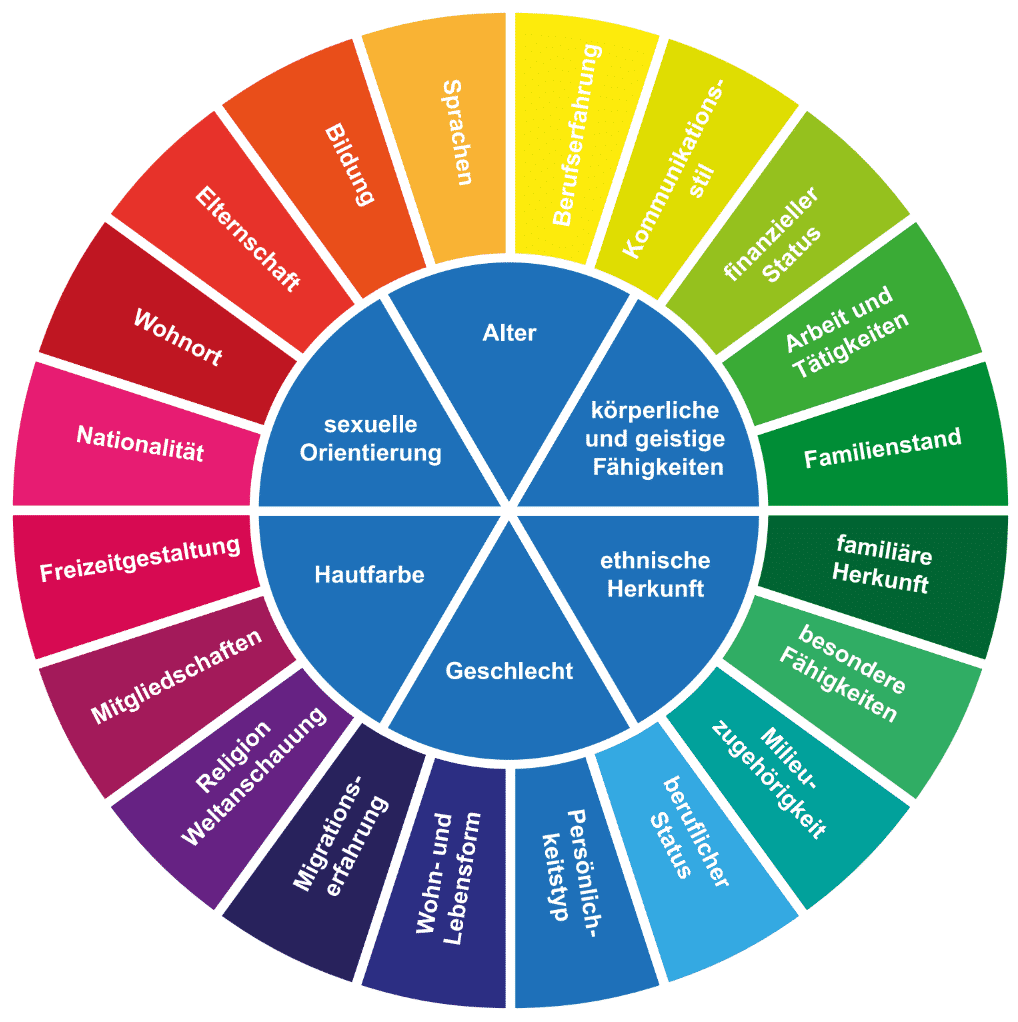 Berufserfahrung
Kommunikations-
stil
finanzieller
Status
Arbeit und
Tätigkeiten
Familienstand
familiäre
Herkunft
besondere
Fähigkeiten
Milieu-
zugehörigkeit
beruflicher
Status
Persönlich-
keitstyp
Wohn- und
Lebensform
Migrations-
erfahrung
Religion
Weltanschauung
Mitgliedschaften
Freizeitgestaltung
Nationalität
Wohnort
Elternschaft
Bildung
Sprachen
Alter
körperliche
und geistige
Fähigkeiten
ethnische
Herkunft
Geschlecht
Hautfarbe
sexuelle
Orientierung